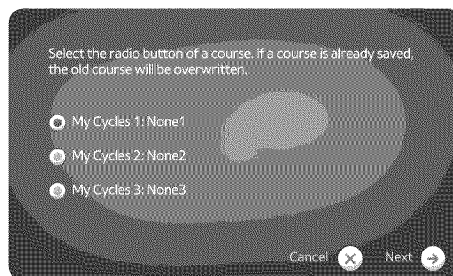 Select the radio button of a course. If a course is already saved,
the old course will be overwritten.
My Cycles 1: None1
My Cycles 2: None2
My Cycles 3: None3
Cancel Next